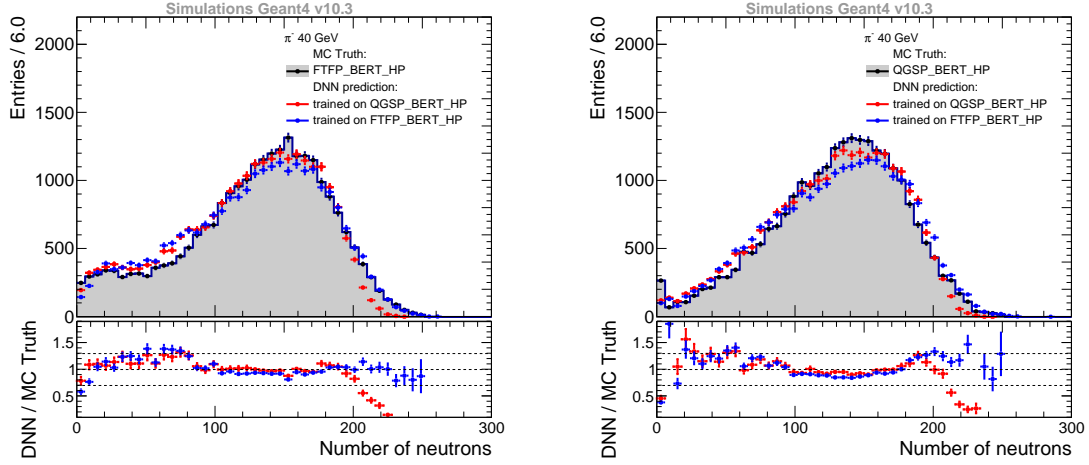 Simulations Geant4 v10.3
Entries / 6.0
2000
1500
1000
500
0
π⁻ 40 GeV
MC Truth:
FTFP_BERT_HP
DNN prediction:
trained on QGSP_BERT_HP
trained on FTFP_BERT_HP
DNN / MC Truth
1.5
1.0
0.5
0 100 200 300
Number of neutrons
Simulations Geant4 v10.3
Entries / 6.0
2000
1500
1000
500
0
π⁻ 40 GeV
MC Truth:
QGSP_BERT_HP
DNN prediction:
trained on QGSP_BERT_HP
trained on FTFP_BERT_HP
DNN / MC Truth
1.5
1.0
0.5
0 100 200 300
Number of neutrons